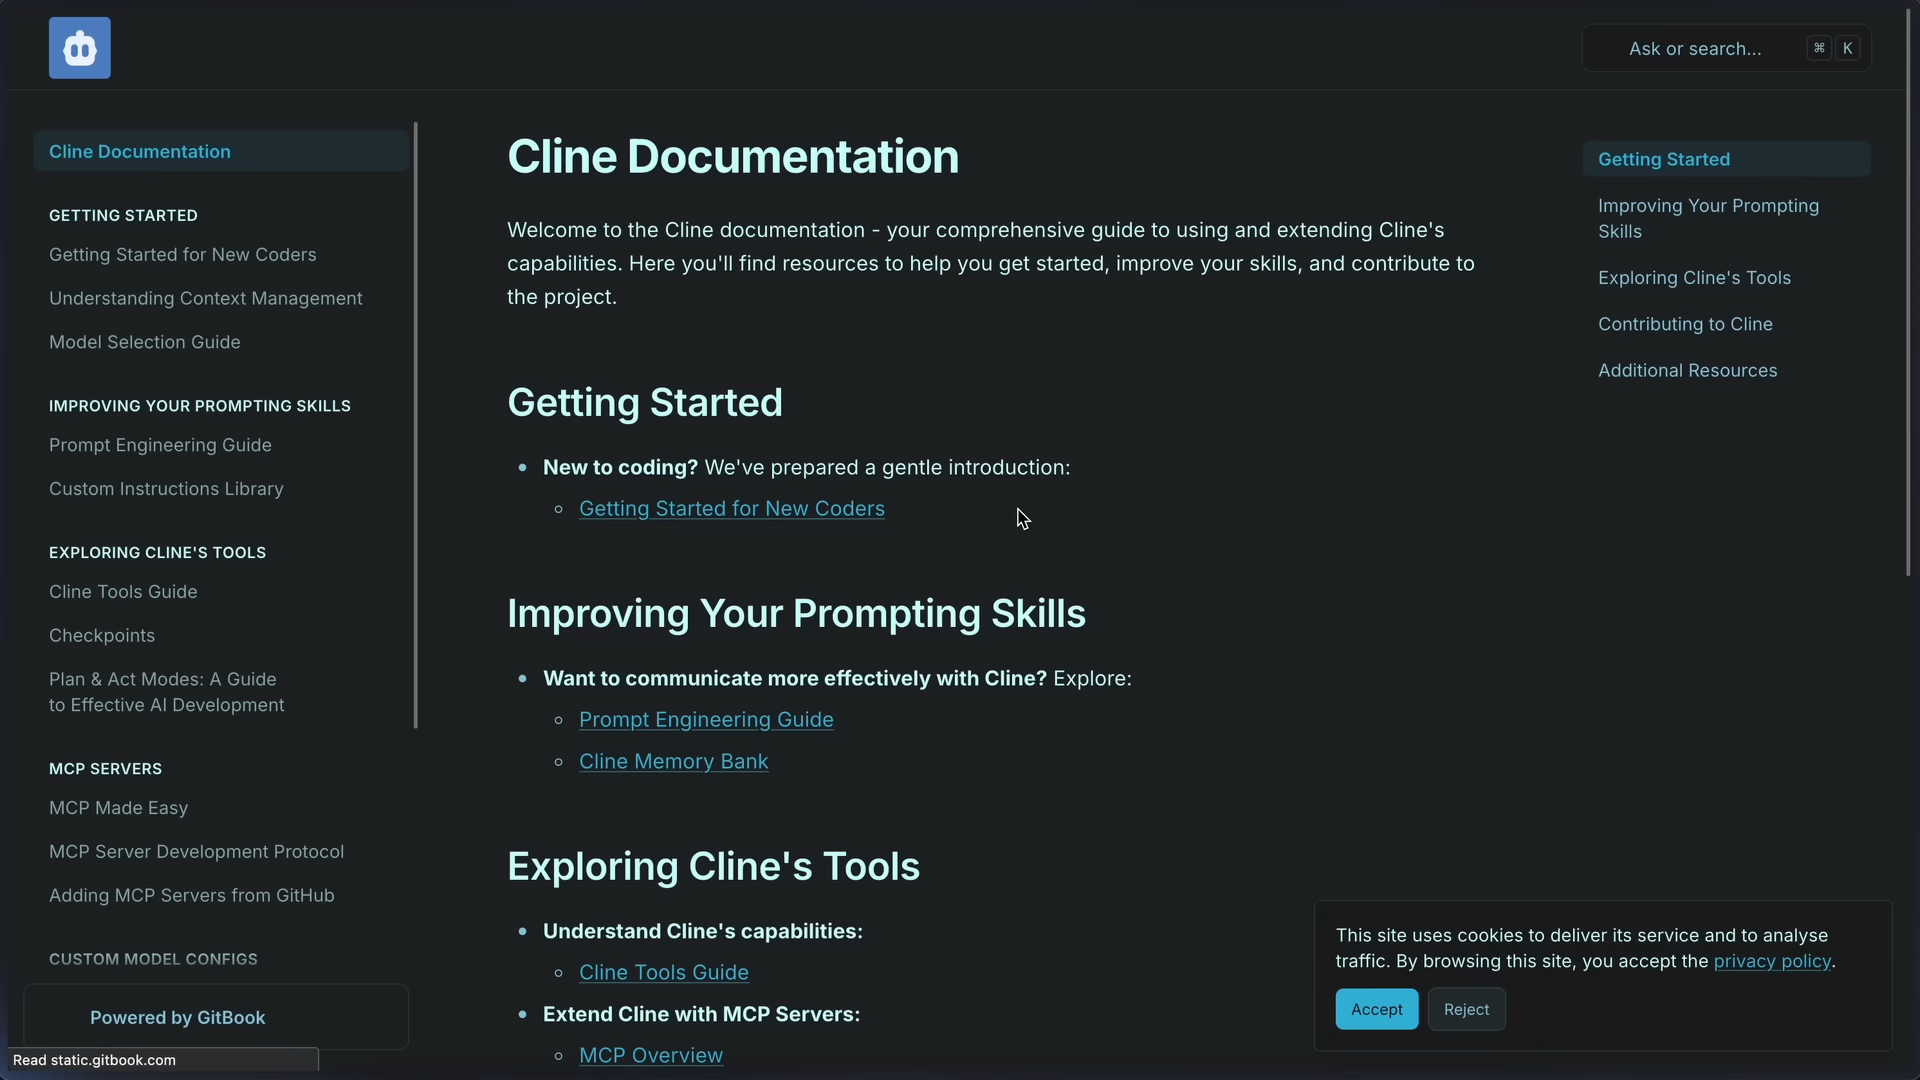 Ask or search...
⌘ K
Cline Documentation
GETTING STARTED
Getting Started for New Coders
Understanding Context Management
Model Selection Guide
IMPROVING YOUR PROMPTING SKILLS
Prompt Engineering Guide
Custom Instructions Library
EXPLORING CLINE'S TOOLS
Cline Tools Guide
Checkpoints
Plan & Act Modes: A Guide
to Effective AI Development
MCP SERVERS
MCP Made Easy
MCP Server Development Protocol
Adding MCP Servers from GitHub
CUSTOM MODEL CONFIGS
Powered by GitBook
Read static.gitbook.com
Cline Documentation
Welcome to the Cline documentation - your comprehensive guide to using and extending Cline's
capabilities. Here you'll find resources to help you get started, improve your skills, and contribute to
the project.
Getting Started
New to coding? We've prepared a gentle introduction:
Getting Started for New Coders
Improving Your Prompting Skills
Want to communicate more effectively with Cline? Explore:
Prompt Engineering Guide
Cline Memory Bank
Exploring Cline's Tools
Understand Cline's capabilities:
Cline Tools Guide
Extend Cline with MCP Servers:
MCP Overview
Getting Started
Improving Your Prompting
Skills
Exploring Cline's Tools
Contributing to Cline
Additional Resources
This site uses cookies to deliver its service and to analyse
traffic. By browsing this site, you accept the privacy policy.
Accept
Reject